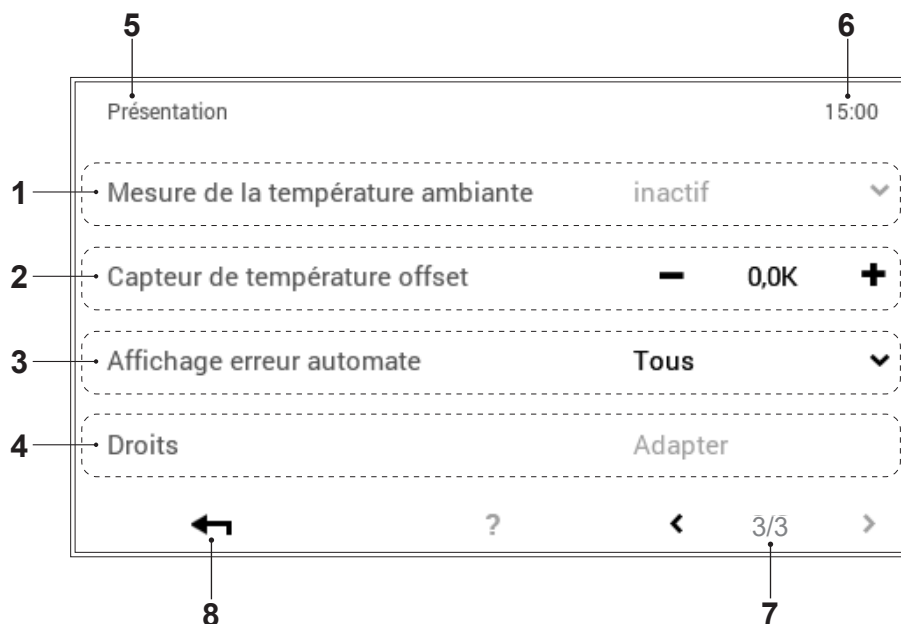 5 6
Présentation 15:00
1 Mesure de la température ambiante inactif
2 Capteur de température offset − 0,0K +
3 Affichage erreur automate Tous
4 Droits Adapter
? < 3/3 >
8 7